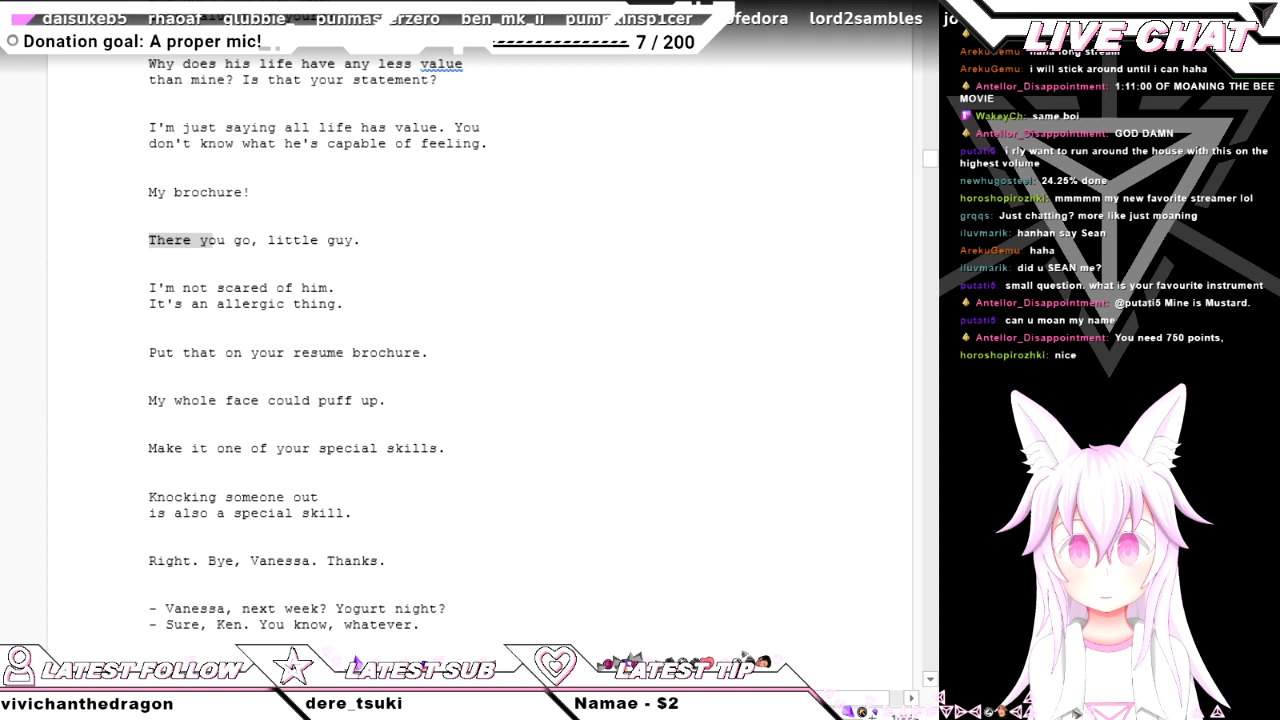 daisukeb5 rhaoaf glubbie punmasterzero ben_mk_ii pumpkinsp1cer fedora lord2sambles
Donation goal: A proper mic!
7 / 200
Why does his life have any less value
than mine? Is that your statement?
I'm just saying all life has value. You
don't know what he's capable of feeling.
My brochure!
There you go, little guy.
I'm not scared of him.
It's an allergic thing.
Put that on your resume brochure.
My whole face could puff up.
Make it one of your special skills.
Knocking someone out
is also a special skill.
Right. Bye, Vanessa. Thanks.
- Vanessa, next week? Yogurt night?
- Sure, Ken. You know, whatever.
LIVE CHAT
ArekuGemu: haha long stream
ArekuGemu: i will stick around until i can haha
Antellor_Disappointment: 1:11:00 OF MOANING THE BEE
MOVIE
WakeyCh: same boi
Antellor_Disappointment: GOD DAMN
putati5 i rly want to run around the house with this on the
highest volume
newhugosteel: 24.25% done
horoshopirozhki: mmmmm my new favorite streamer lol
grqqs: Just chatting? more like just moaning
iluvmarik: hanhan say Sean
ArekuGemu haha
iluvmarik: did u SEAN me?
putati5: small question. what is your favourite instrument
Antellor_Disappointment: @putati5 Mine is Mustard.
putati5 can u moan my name
Antellor_Disappointment: You need 750 points,
horoshopirozhki: nice
LATEST FOLLOW
LATEST SUB
LATEST TIP
vivichanthedragon
dere_tsuki
Namae - $2